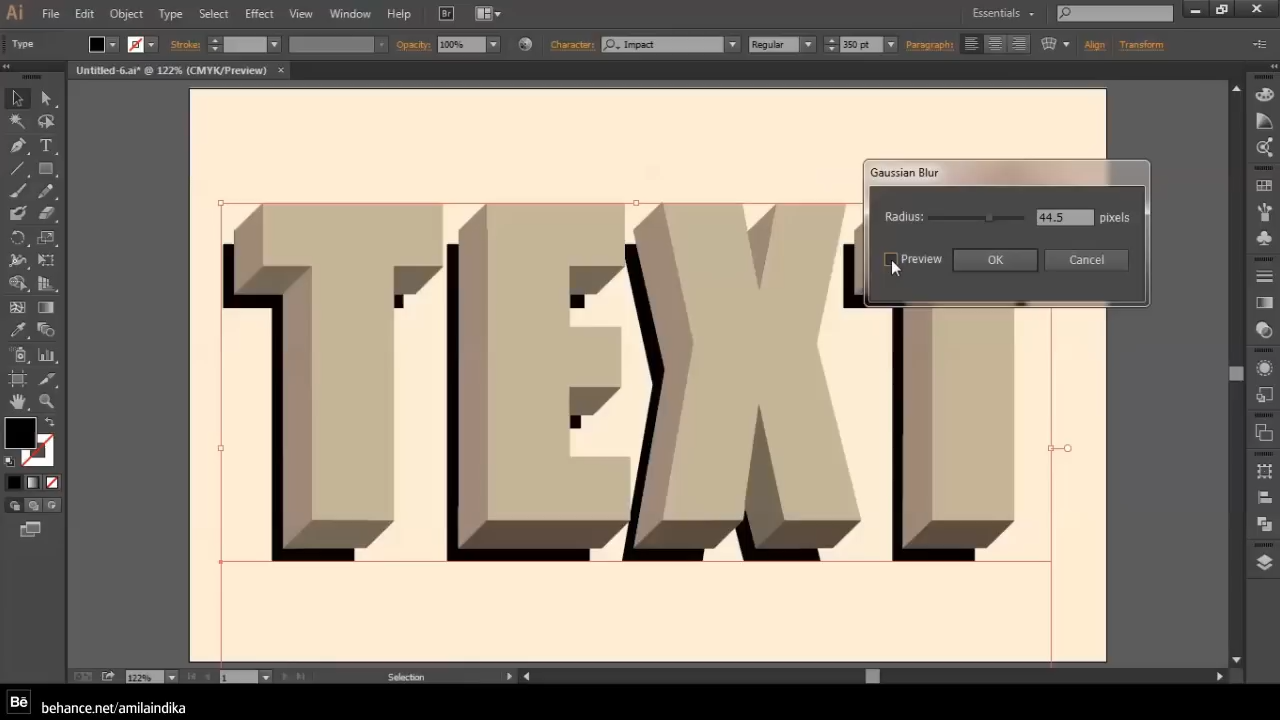 Ai File Edit Object Type Select Effect View Window Help Br Essentials
Type Stroke: Opacity: 100% Character: Impact Regular 350 pt Paragraph: Align Transform
Untitled-6.ai* @ 122% (CMYK/Preview) ×
Gaussian Blur
Radius: 44.5 pixels
Preview OK Cancel
TEXT
122% 1 Selection
Bē behance.net/amilaindika